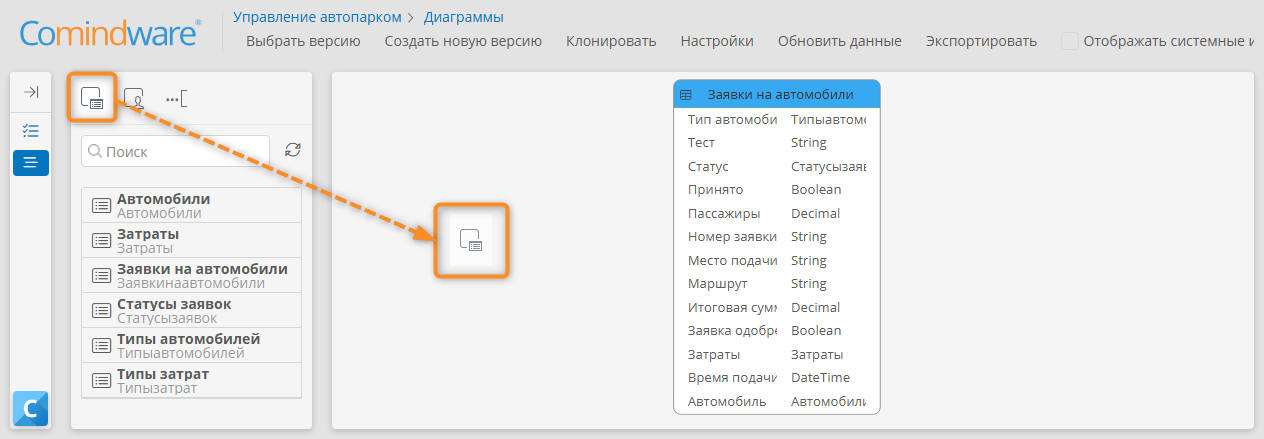 Comindware®
Управление автопарком > Диаграммы
Выбрать версию Создать новую версию Клонировать Настройки Обновить данные Экспортировать Отображать системные и
Поиск
Автомобили
Автомобили
Затраты
Затраты
Заявки на автомобили
Заявкинаавтомобили
Статусы заявок
Статусызаявок
Типы автомобилей
Типыавтомобилей
Типы затрат
Типызатрат
C
Заявки на автомобили
Тип автомоби Типыавтомо
Тест String
Статус Статусызаяв
Принято Boolean
Пассажиры Decimal
Номер заявки String
Место подачи String
Маршрут String
Итоговая сум Decimal
Заявка одобре Boolean
Затраты Затраты
Время подачи DateTime
Автомобиль Автомобили